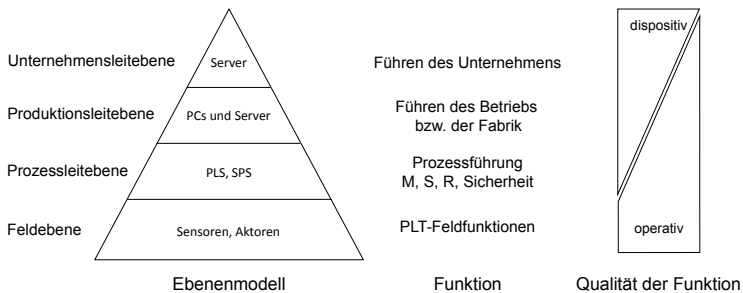 dispositiv
Unternehmensleitebene
Server
Führen des Unternehmens
Produktionsleitebene
PCs und Server
Führen des Betriebs
bzw. der Fabrik
Prozessleitebene
PLS, SPS
Prozessführung
M, S, R, Sicherheit
Feldebene
Sensoren, Aktoren
PLT-Feldfunktionen
operativ
Ebenenmodell
Funktion
Qualität der Funktion